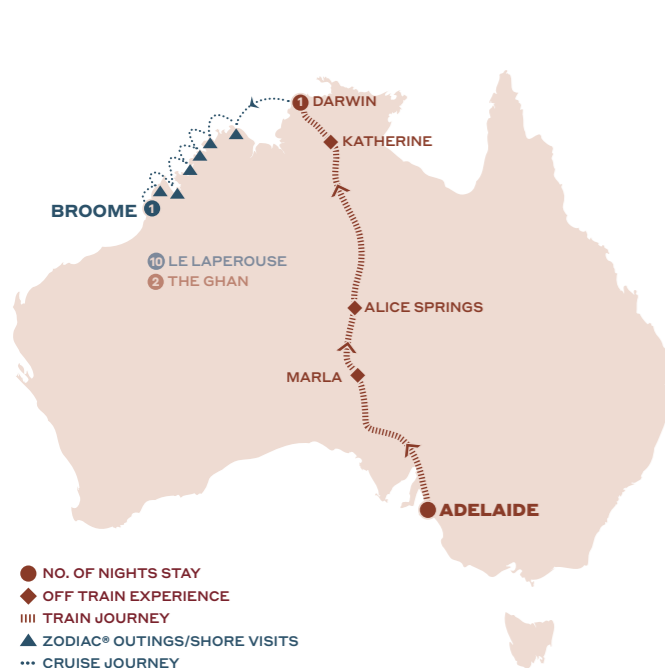 1 DARWIN
KATHERINE
BROOME 1
10 LE LAPEROUSE
2 THE GHAN
ALICE SPRINGS
MARLA
ADELAIDE
NO. OF NIGHTS STAY
OFF TRAIN EXPERIENCE
TRAIN JOURNEY
ZODIAC® OUTINGS/SHORE VISITS
CRUISE JOURNEY